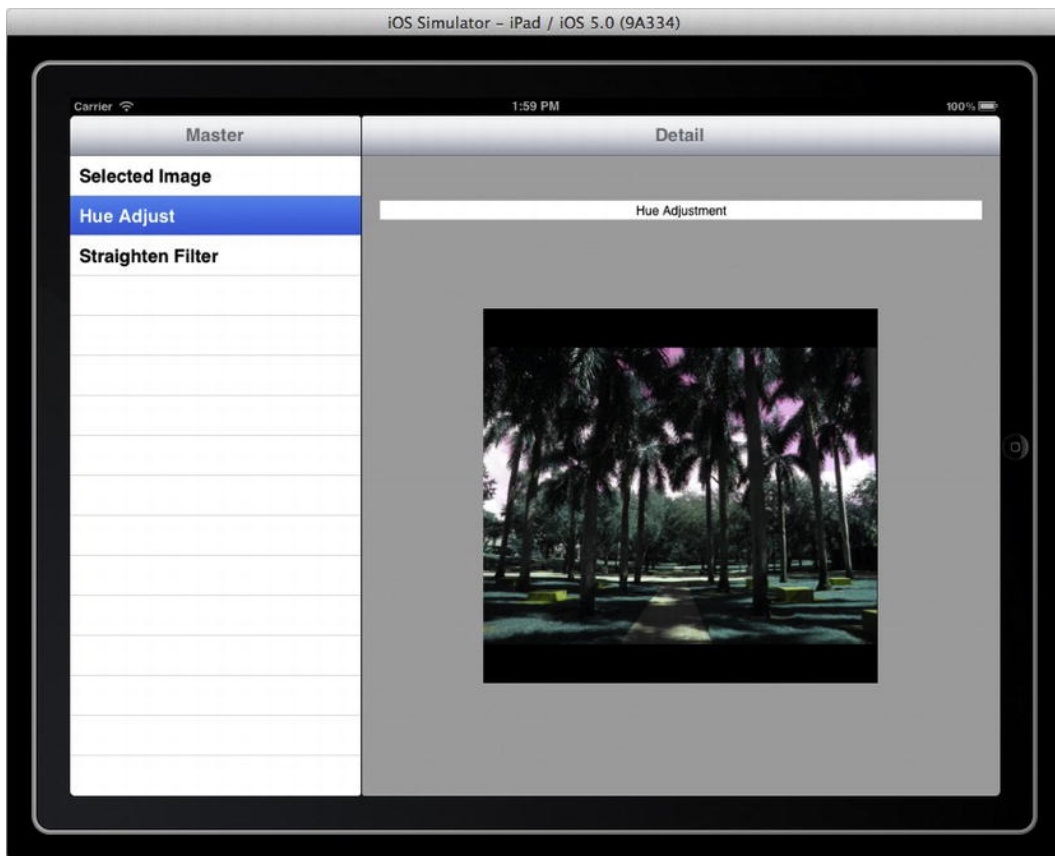 iOS Simulator – iPad / iOS 5.0 (9A334)
Carrier 1:59 PM 100%
Master Detail
Selected Image
Hue Adjust
Hue Adjustment
Straighten Filter